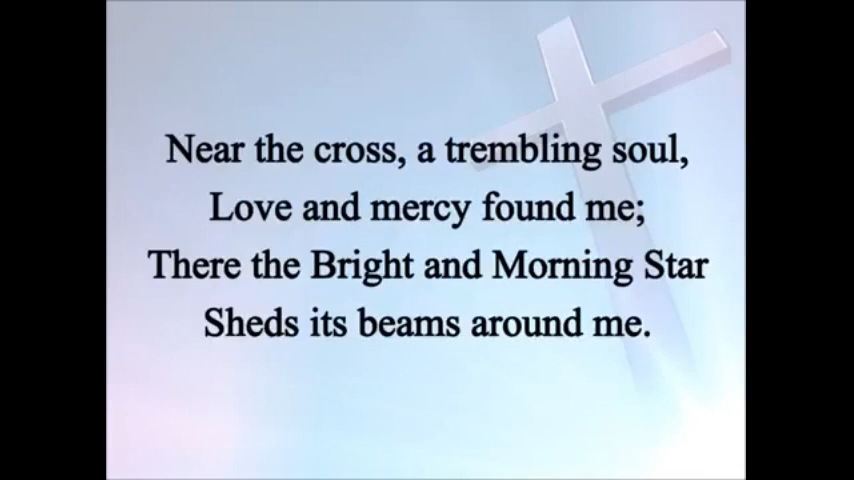 Near the cross, a trembling soul,
Love and mercy found me;
There the Bright and Morning Star
Sheds its beams around me.